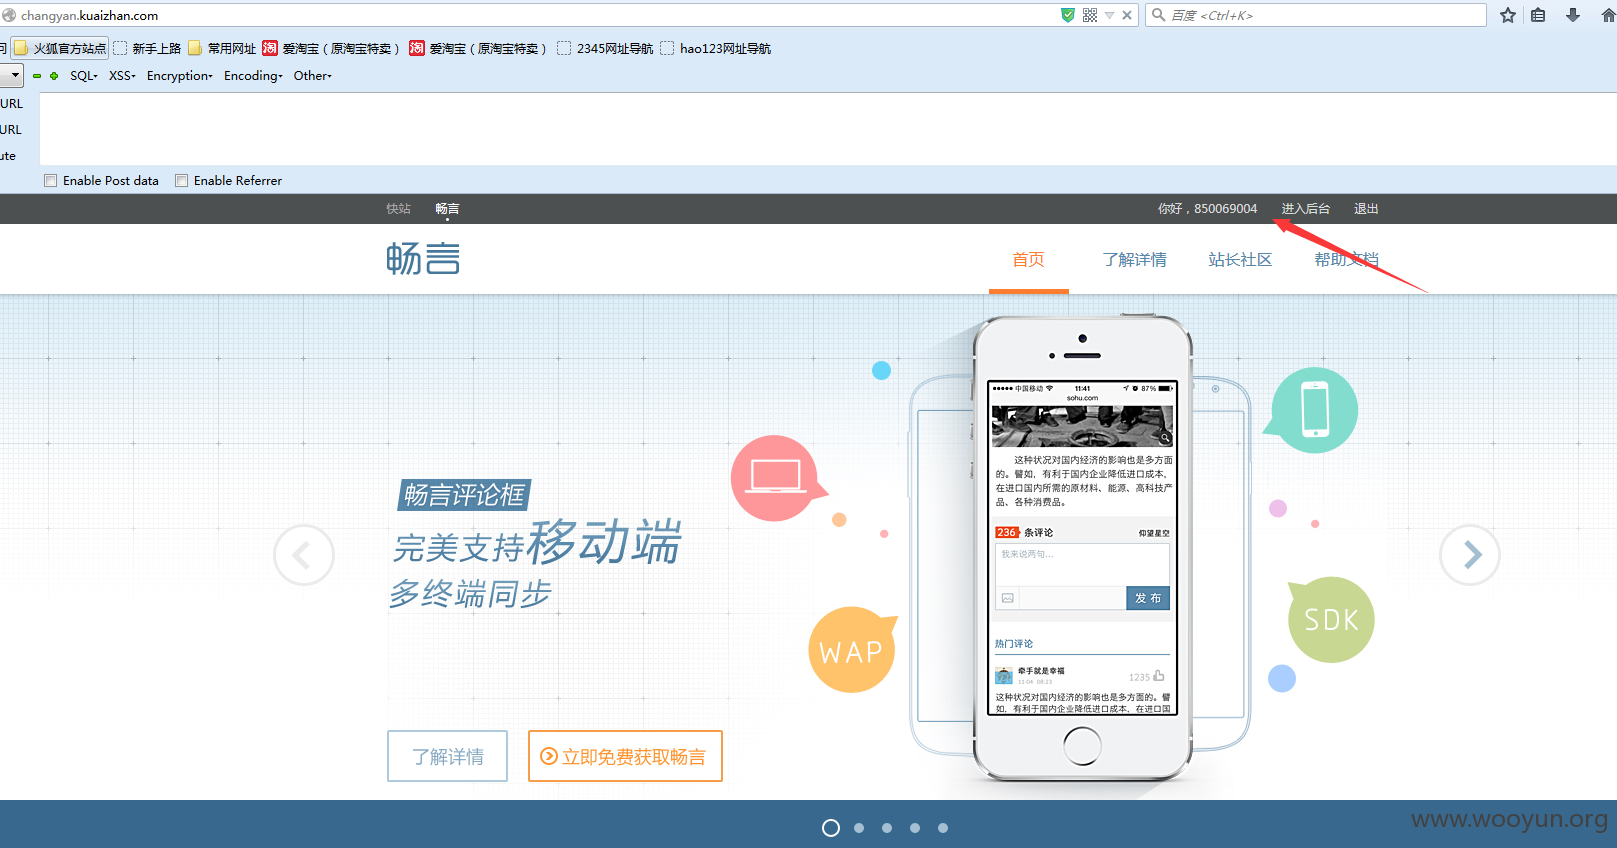 changyan.kuaizhan.com
百度 <Ctrl+K>
问 火狐官方站点 新手上路 常用网址 淘 爱淘宝（原淘宝特卖） 淘 爱淘宝（原淘宝特卖） 2345网址导航 hao123网址导航
SQL XSS Encryption Encoding Other
URL
URL
ute
Enable Post data Enable Referrer
快站 畅言 你好，850069004 进入后台 退出
畅言 首页 了解详情 站长社区 帮助文档
中国移动 11:41 87%
sohu.com
这种状况对国内经济的影响也是多方面
的。譬如，有利于国内企业降低进口成本，
在进口国内所需的原材料、能源、高科技产
品、各种消费品。
236 条评论 仰望星空
我来说两句...
发布
热门评论
牵手就是幸福
11-04 08:23
1235
这种状况对国内经济的影响也是多方面的。譬
如，有利于国内企业降低进口成本，在进口国
畅言评论框
完美支持移动端
多终端同步
WAP
SDK
了解详情 立即免费获取畅言
www.wooyun.org